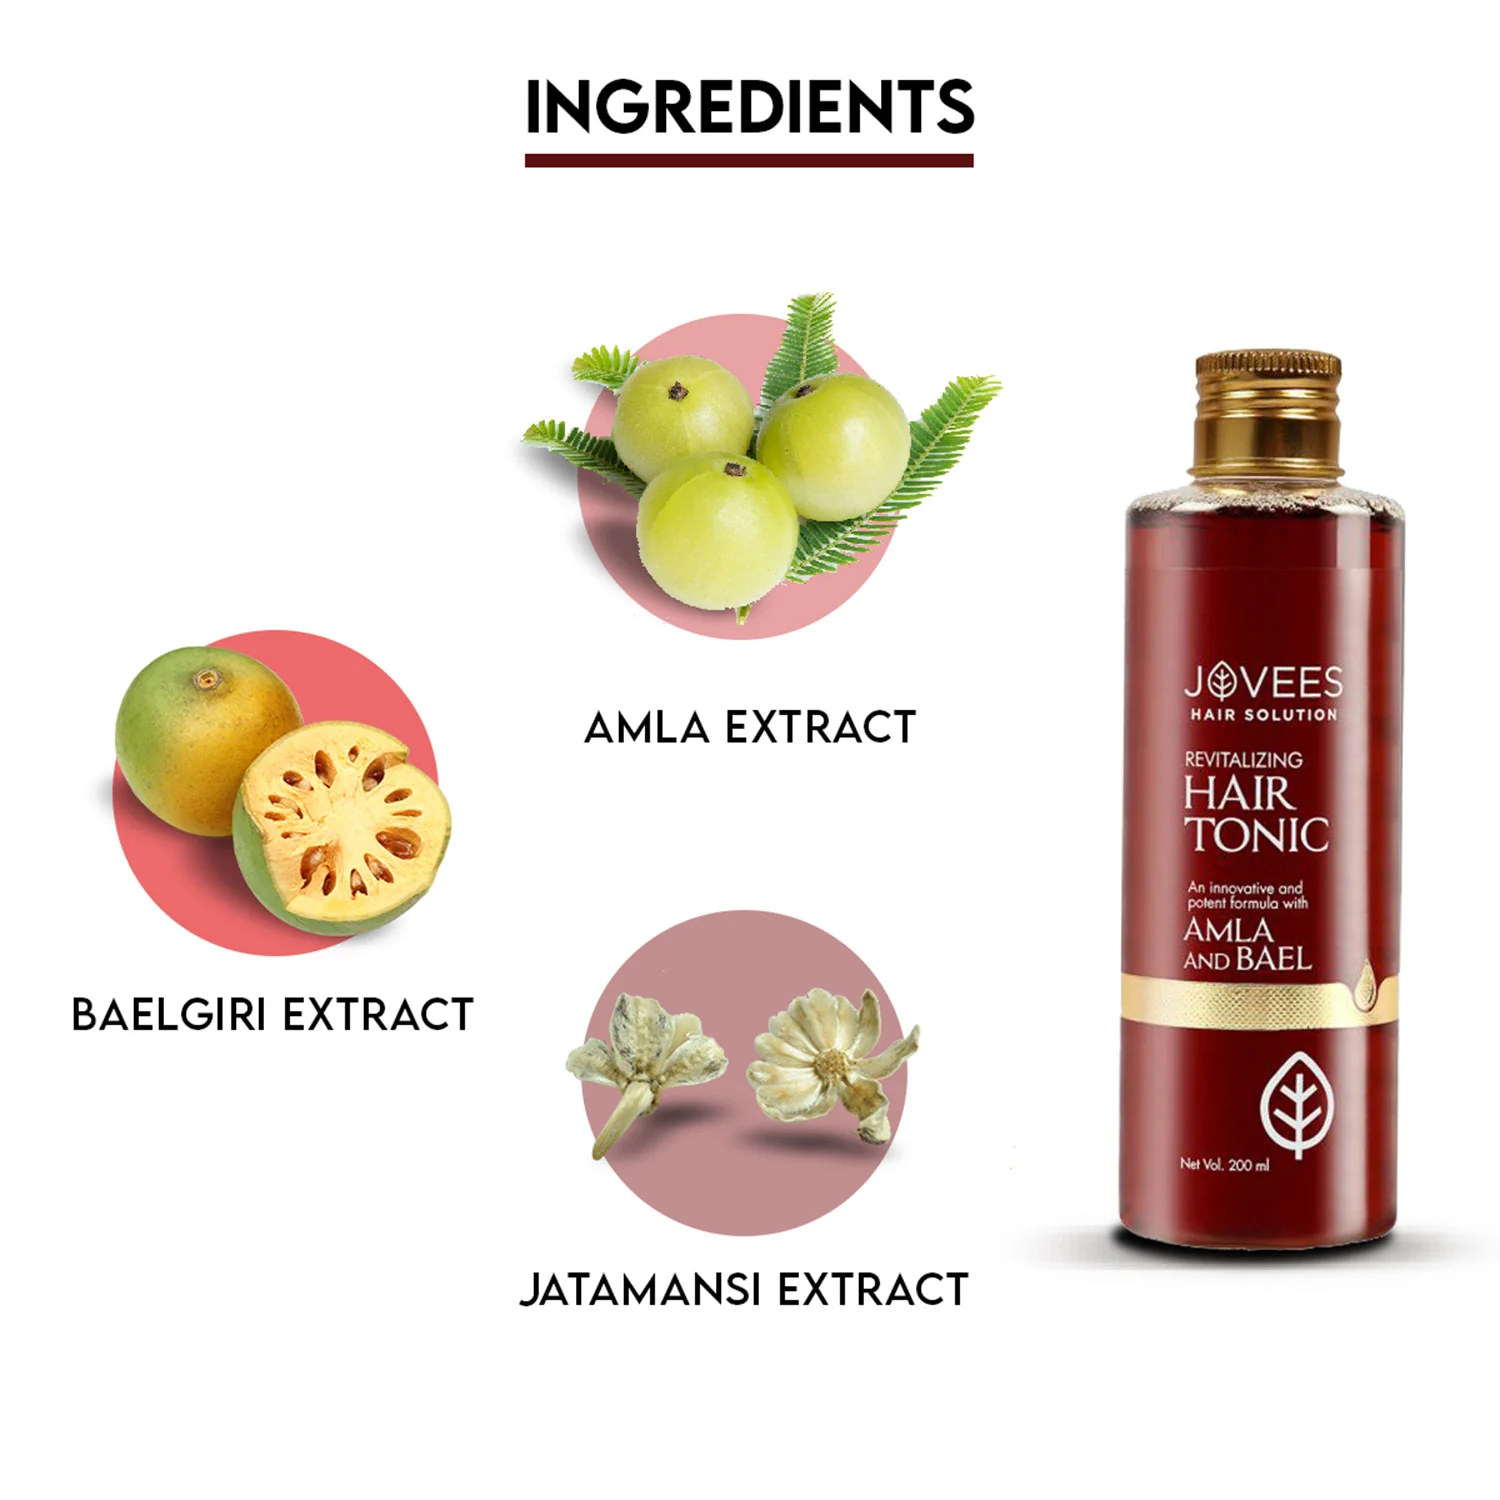 INGREDIENTS
AMLA EXTRACT
BAELGIRI EXTRACT
JATAMANSI EXTRACT
JOVEES
HAIR SOLUTION
REVITALIZING
HAIR
TONIC
An innovative and
potent formula with
AMLA
AND BAEL
Net Vol. 200 ml